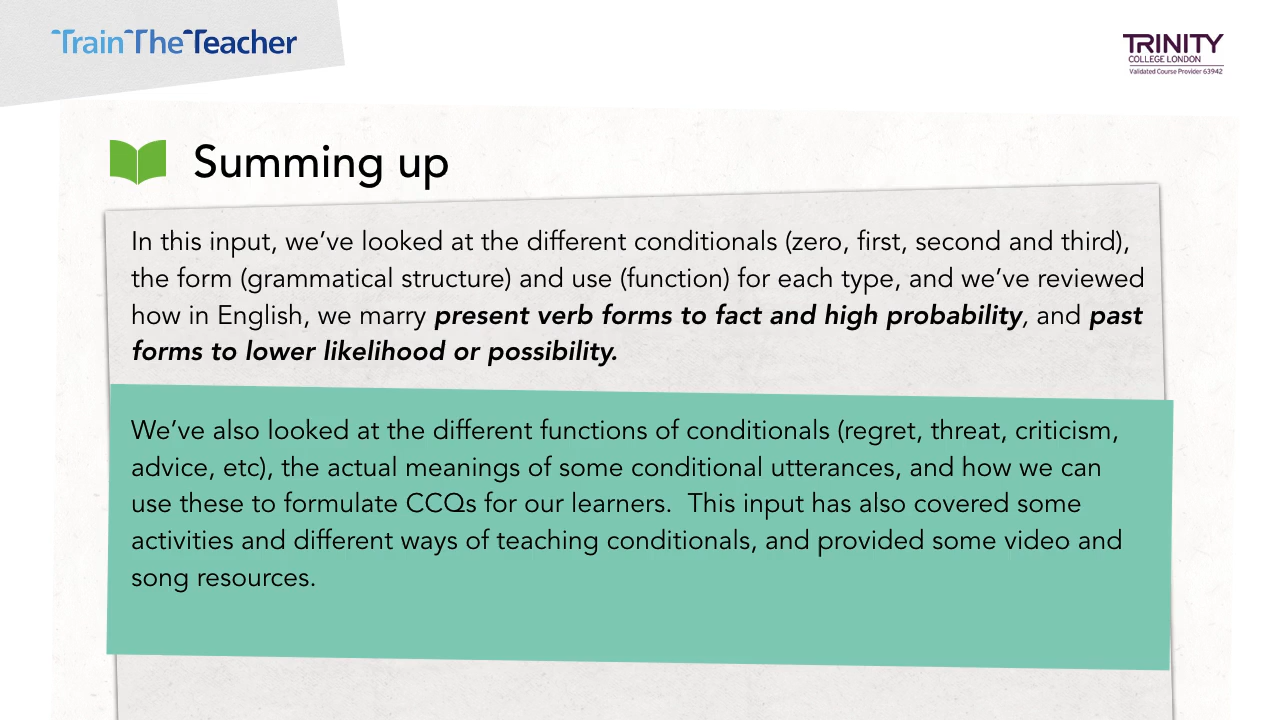 TrainTheTeacher
TRINITY
COLLEGE LONDON
Validated Course Provider 63942
Summing up
In this input, we’ve looked at the different conditionals (zero, first, second and third),
the form (grammatical structure) and use (function) for each type, and we’ve reviewed
how in English, we marry present verb forms to fact and high probability, and past
forms to lower likelihood or possibility.
We’ve also looked at the different functions of conditionals (regret, threat, criticism,
advice, etc), the actual meanings of some conditional utterances, and how we can
use these to formulate CCQs for our learners.  This input has also covered some
activities and different ways of teaching conditionals, and provided some video and
song resources.